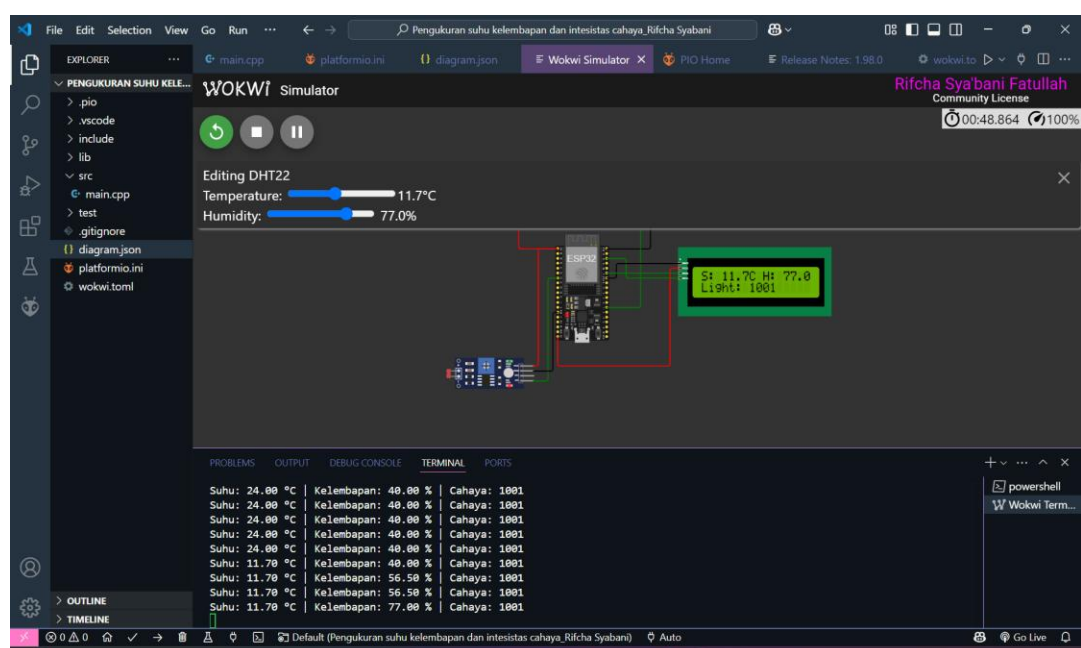 File Edit Selection View Go Run ··· Pengukuran suhu kelembapan dan intesistas cahaya_Rifcha Syabani
EXPLORER ···
main.cpp platformio.ini {} diagram.json Wokwi Simulator PIO Home Release Notes: 1.98.0 wokwi.to ···
PENGUKURAN SUHU KELE...
.pio
.vscode
include
lib
src
main.cpp
test
.gitignore
{} diagram.json
platformio.ini
wokwi.toml
WOKWi Simulator
Rifcha Sya'bani Fatullah
Community License
00:48.864 100%
Editing DHT22
Temperature: 11.7°C
Humidity: 77.0%
ESP32
S: 11.7C H: 77.0
Light: 1001
PROBLEMS OUTPUT DEBUG CONSOLE TERMINAL PORTS
Suhu: 24.00 °C | Kelembapan: 40.00 % | Cahaya: 1001
Suhu: 24.00 °C | Kelembapan: 40.00 % | Cahaya: 1001
Suhu: 24.00 °C | Kelembapan: 40.00 % | Cahaya: 1001
Suhu: 24.00 °C | Kelembapan: 40.00 % | Cahaya: 1001
Suhu: 24.00 °C | Kelembapan: 40.00 % | Cahaya: 1001
Suhu: 11.70 °C | Kelembapan: 40.00 % | Cahaya: 1001
Suhu: 11.70 °C | Kelembapan: 56.50 % | Cahaya: 1001
Suhu: 11.70 °C | Kelembapan: 56.50 % | Cahaya: 1001
Suhu: 11.70 °C | Kelembapan: 77.00 % | Cahaya: 1001
powershell
Wokwi Term...
OUTLINE
TIMELINE
0 0 Default (Pengukuran suhu kelembapan dan intesistas cahaya_Rifcha Syabani) Auto Go Live